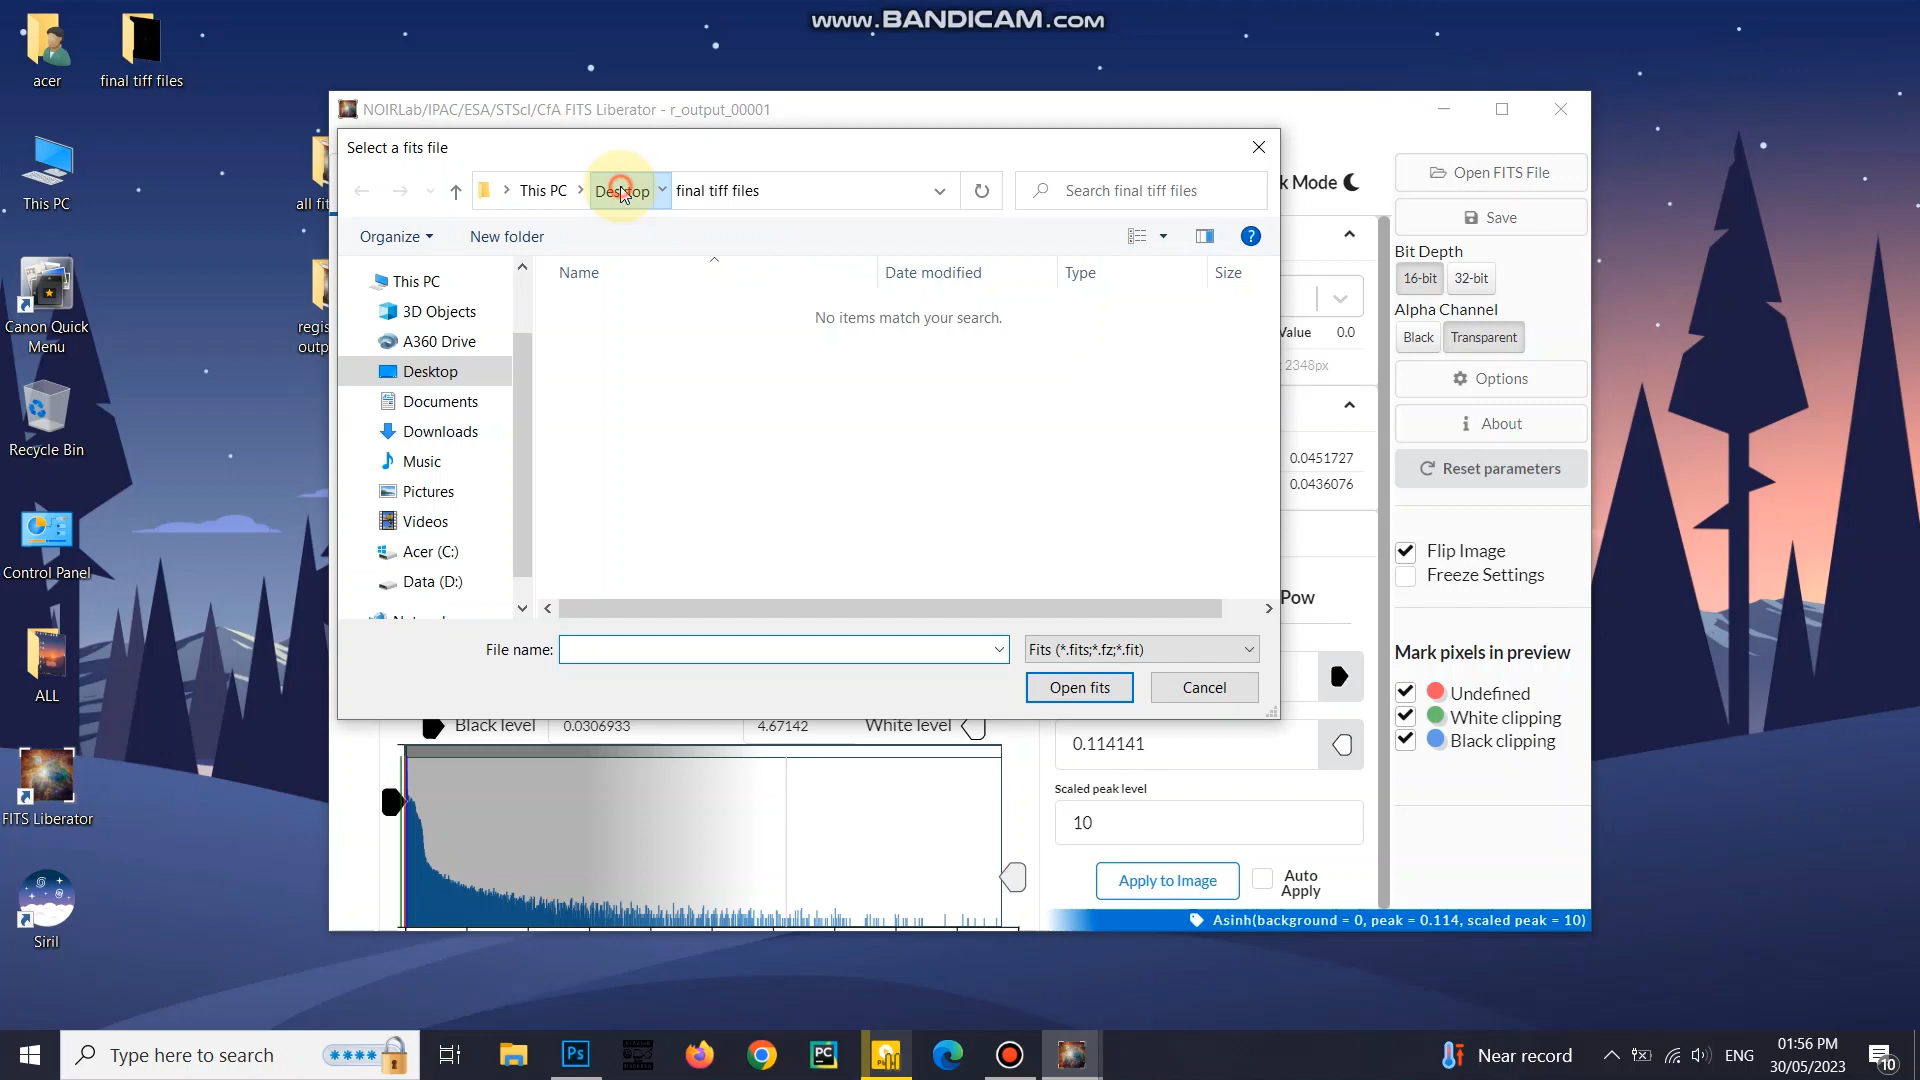 www.BANDICAM.com
acer
final tiff files
This PC
Canon Quick
Menu
Recycle Bin
Control Panel
ALL
FITS Liberator
Siril
all fit
regis
outp
NOIRLab/IPAC/ESA/STScI/CfA FITS Liberator - r_output_00001
Select a fits file
This PC
Desktop
final tiff files
Search final tiff files
Organize
New folder
?
This PC
3D Objects
A360 Drive
Desktop
Documents
Downloads
Music
Pictures
Videos
Acer (C:)
Data (D:)
Name
Date modified
Type
Size
No items match your search.
File name:
Fits (*.fits;*.fz;*.fit)
Open fits
Cancel
k Mode
Value 0.0
: 2348px
0.0451727
0.0436076
Pow
Black level
0.0306933
4.67142
White level
0.114141
Scaled peak level
10
Apply to Image
Auto
Apply
Asinh(background = 0, peak = 0.114, scaled peak = 10)
Open FITS File
Save
Bit Depth
16-bit
32-bit
Alpha Channel
Black
Transparent
Options
About
Reset parameters
Flip Image
Freeze Settings
Mark pixels in preview
Undefined
White clipping
Black clipping
Type here to search
****
Ps
PC
Near record
ENG
01:56 PM
30/05/2023
10